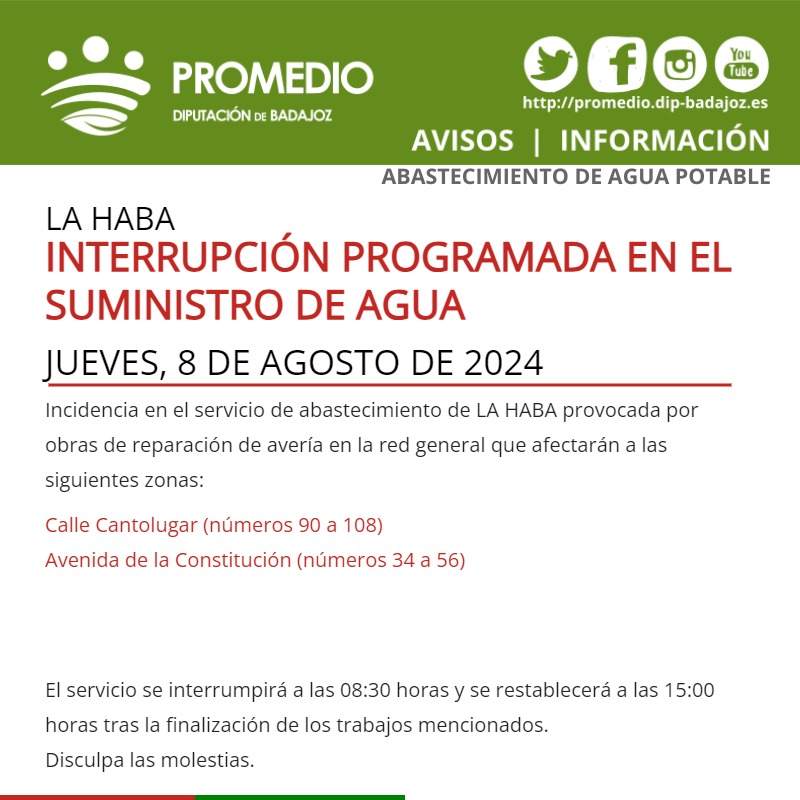 PROMEDIO
DIPUTACIÓN DE BADAJOZ
You
Tube
http://promedio.dip-badajoz.es
AVISOS | INFORMACIÓN
ABASTECIMIENTO DE AGUA POTABLE
LA HABA
INTERRUPCIÓN PROGRAMADA EN EL
SUMINISTRO DE AGUA
JUEVES, 8 DE AGOSTO DE 2024
Incidencia en el servicio de abastecimiento de LA HABA provocada por
obras de reparación de avería en la red general que afectarán a las
siguientes zonas:
Calle Cantolugar (números 90 a 108)
Avenida de la Constitución (números 34 a 56)
El servicio se interrumpirá a las 08:30 horas y se restablecerá a las 15:00
horas tras la finalización de los trabajos mencionados.
Disculpa las molestias.